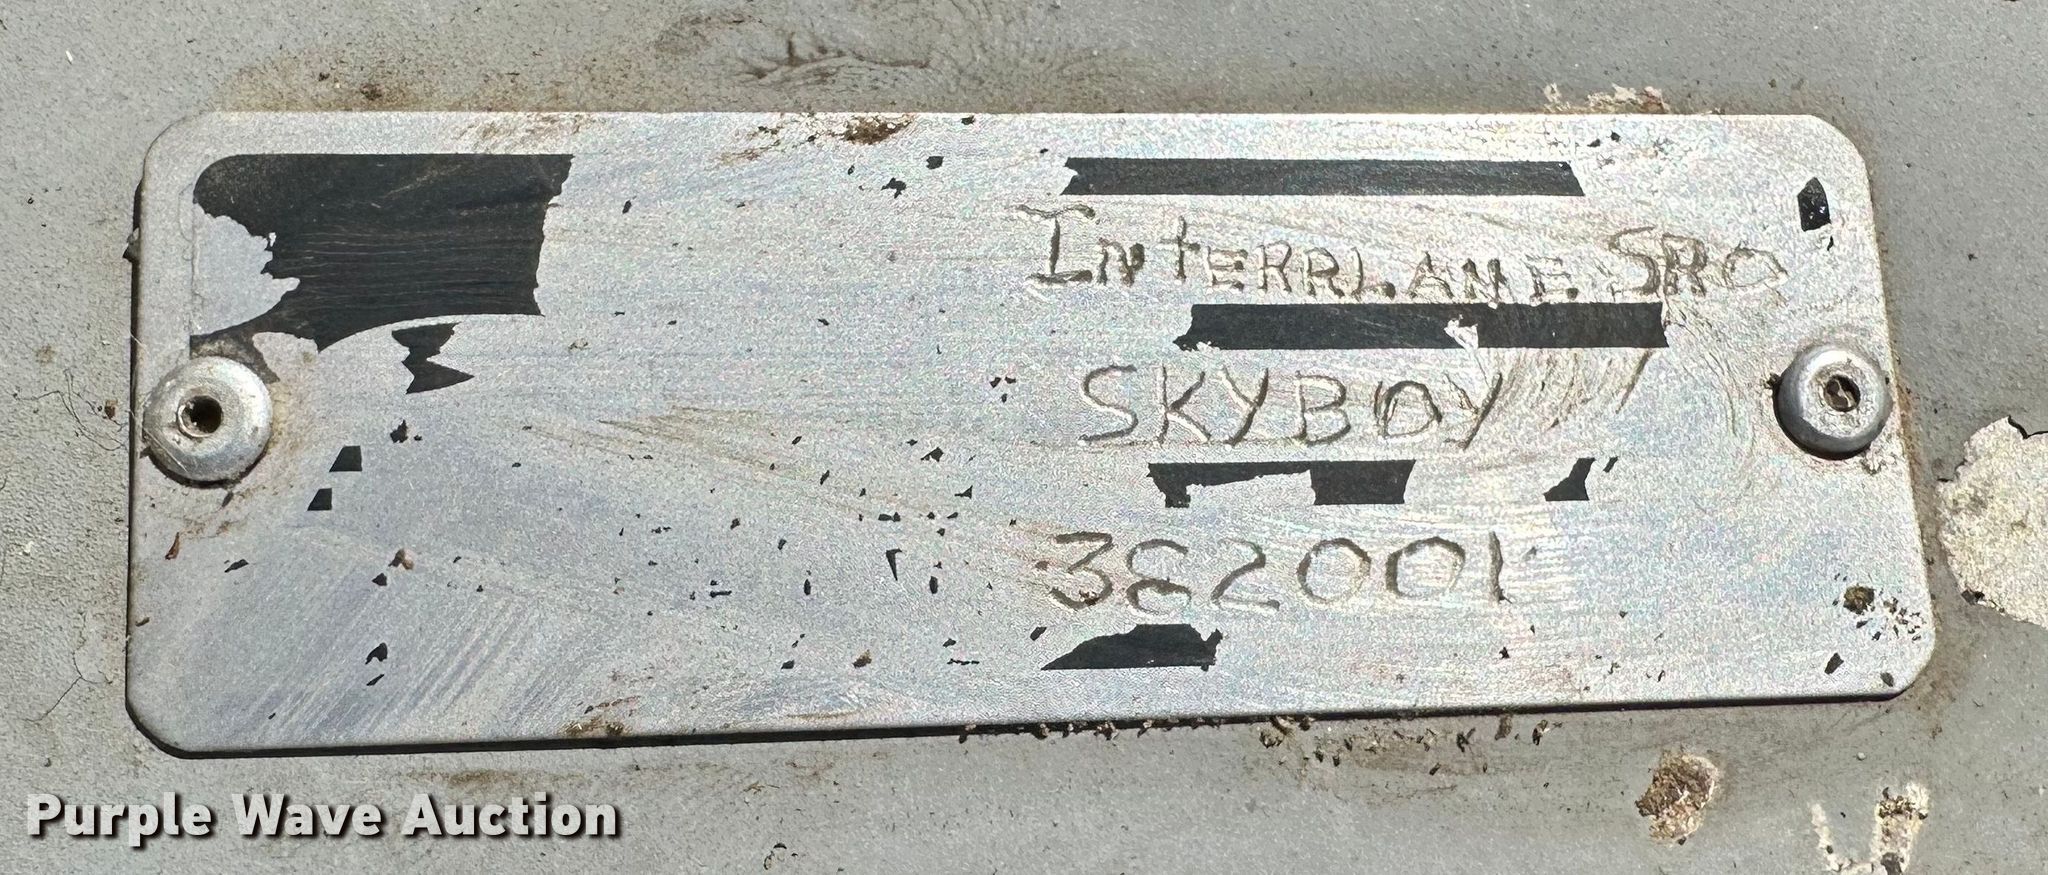 INtERRLANE SRO
SKYBOY
382001
Purple Wave Auction